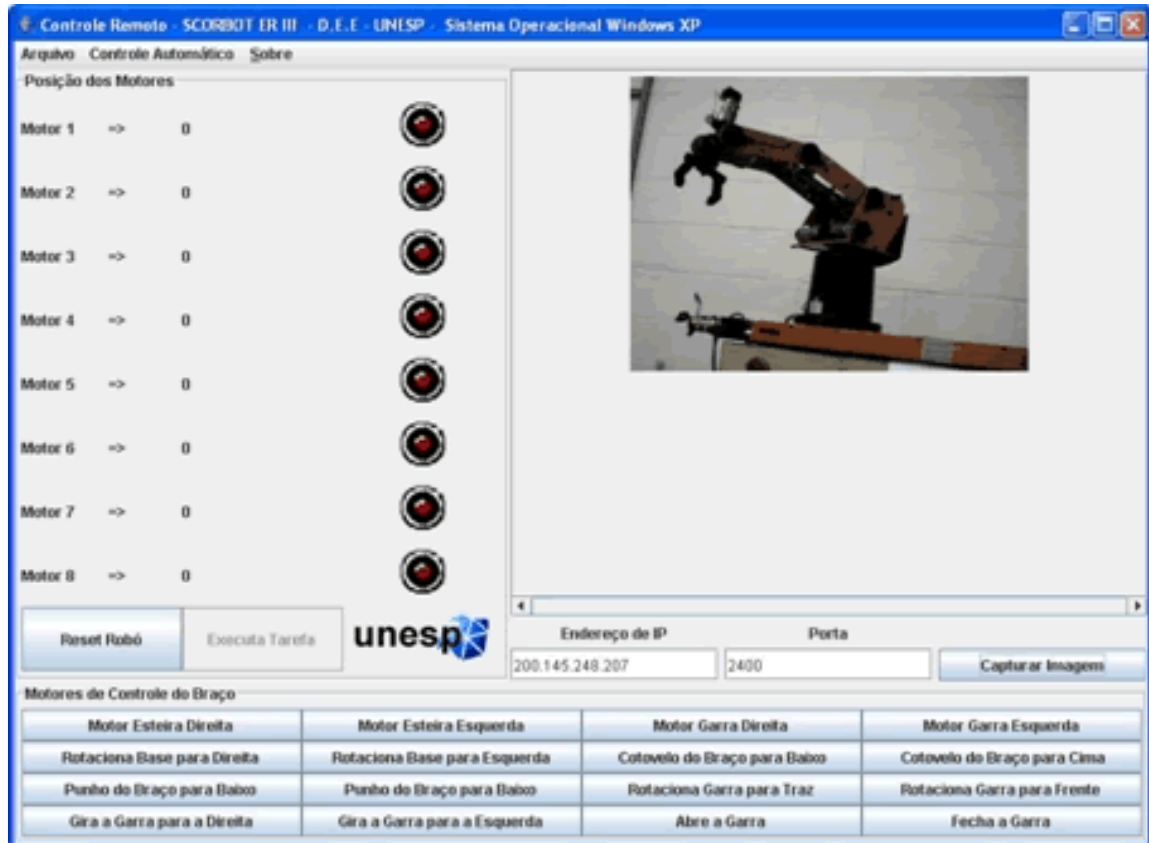 Controle Remoto - SCORBOT ER III - D.E.E - UNESP - Sistema Operacional Windows XP
Arquivo Controle Automático Sobre
Posição dos Motores
Motor 1 => 0
Motor 2 => 0
Motor 3 => 0
Motor 4 => 0
Motor 5 => 0
Motor 6 => 0
Motor 7 => 0
Motor 8 => 0
Reset Robô Executa Tarefa unesp
Endereço de IP Porta
200.145.248.207 2400 Capturar Imagem
Motores de Controle do Braço
Motor Esteira Direita Motor Esteira Esquerda Motor Garra Direita Motor Garra Esquerda
Rotaciona Base para Direita Rotaciona Base para Esquerda Cotovelo do Braço para Baixo Cotovelo do Braço para Cima
Punho do Braço para Baixo Punho do Braço para Baixo Rotaciona Garra para Traz Rotaciona Garra para Frente
Gira a Garra para a Direita Gira a Garra para a Esquerda Abre a Garra Fecha a Garra